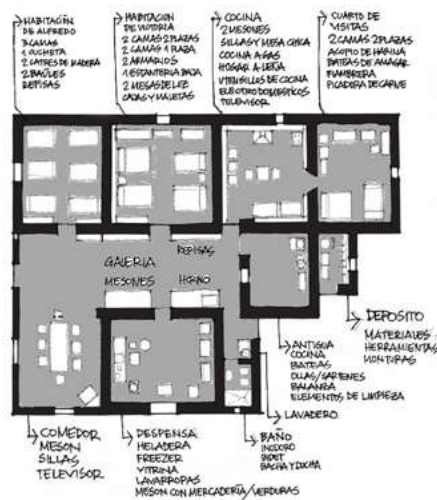 HABITACIÓN
DE ALFREDO
3 CAMAS
1 CUCHETA
2 CATRES DE MADERA
2 BAÚLES
REPISAS
HABITACION
DE VICTORIA
2 CAMAS 2 PLAZAS
2 CAMAS 1 PLAZA
2 ARMARIOS
1 ESTANTERIA BAJA
2 MESAS DE LUZ
CAJAS Y MALETAS
COCINA
2 MESONES
SILLAS Y MESA CHICA
COCINA A GAS
HOGAR A LEÑA
UTENSILLOS DE COCINA
ELECTRODOMESTICOS
TELEVISOR
CUARTO DE
VISITAS
2 CAMAS 2 PLAZAS
ACOPIO DE HARINA
BATEAS DE AMASAR
FIAMBRERA
PICADORA DE CARNE
GALERIA
MESONES
REPISAS
HORNO
DEPOSITO
MATERIALES
HERRAMIENTAS
MONTURAS
ANTIGUA
COCINA
BATEAS
OLLAS/SARTENES
BALANZA
ELEMENTOS DE LIMPIEZA
LAVADERO
COMEDOR
MESON
SILLAS
TELEVISOR
DESPENSA
HELADERA
FREEZER
VITRINA
LAVARROPAS
MESON CON MERCADERÍA/VERDURAS
BAÑO
INODORO
BIDET
BACHA Y DUCHA